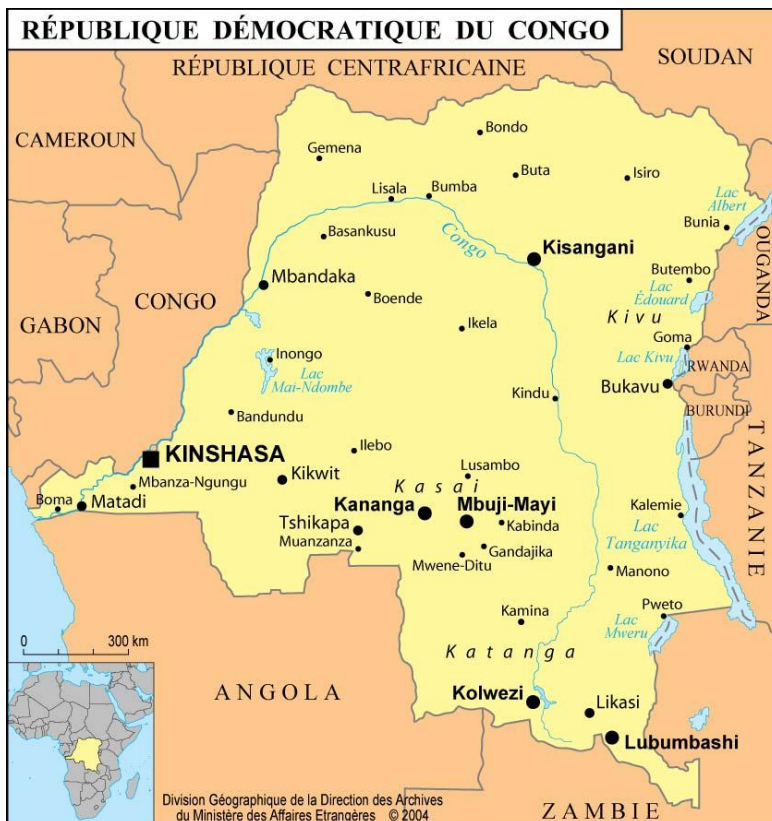 RÉPUBLIQUE DÉMOCRATIQUE DU CONGO
SOUDAN
RÉPUBLIQUE CENTRAFRICAINE
CAMEROUN
Bondo
Gemena
Buta
Isiro
Lisala
Bumba
Lac
Albert
Bunia
Basankusu
Congo
Kisangani
OUGANDA
Mbandaka
Butembo
CONGO
Boende
Lac
Édouard
GABON
Ikela
Kivu
Goma
Inongo
Lac Kivu
RWANDA
Lac
Mai-Ndombe
Kindu
Bukavu
BURUNDI
Bandundu
TANZANIE
KINSHASA
Ilebo
Mbanza-Ngungu
Kikwit
Lusambo
Kasai
Boma
Matadi
Kananga
Mbuji-Mayi
Kalemie
Tshikapa
Kabinda
Lac
Tanganyika
Muanzanza
Gandajika
Mwene-Ditu
Manono
Pweto
Kamina
Lac
Mweru
0 300 km
Katanga
ANGOLA
Kolwezi
Likasi
Lubumbashi
Division Géographique de la Direction des Archives
du Ministère des Affaires Etrangères © 2004
ZAMBIE